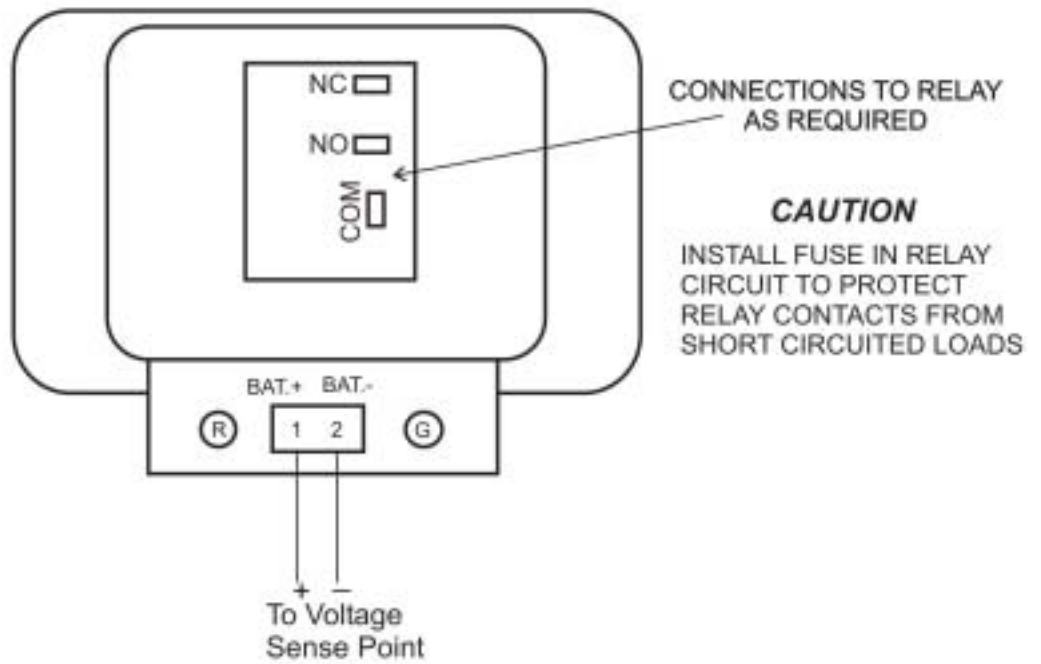 NC
NO
COM
CONNECTIONS TO RELAY
AS REQUIRED
CAUTION
INSTALL FUSE IN RELAY
CIRCUIT TO PROTECT
RELAY CONTACTS FROM
SHORT CIRCUITED LOADS
BAT.+ BAT.-
R 1 2 G
+ −
To Voltage
Sense Point